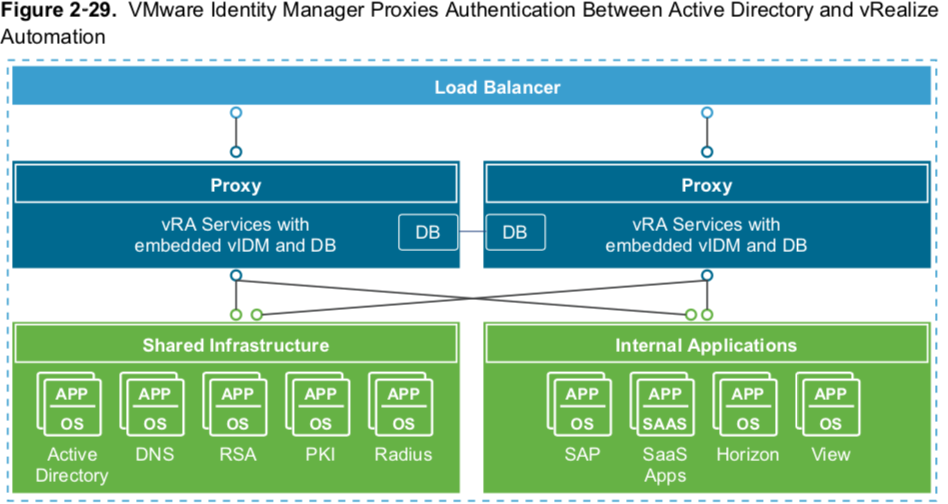 Figure 2-29. VMware Identity Manager Proxies Authentication Between Active Directory and vRealize
Automation
Load Balancer
Proxy
vRA Services with
embedded vIDM and DB
DB
Proxy
vRA Services with
embedded vIDM and DB
DB
Shared Infrastructure
APP
OS
Active
Directory
APP
OS
DNS
APP
OS
RSA
APP
OS
PKI
APP
OS
Radius
Internal Applications
APP
OS
SAP
APP
SAAS
SaaS
Apps
APP
OS
Horizon
APP
OS
View